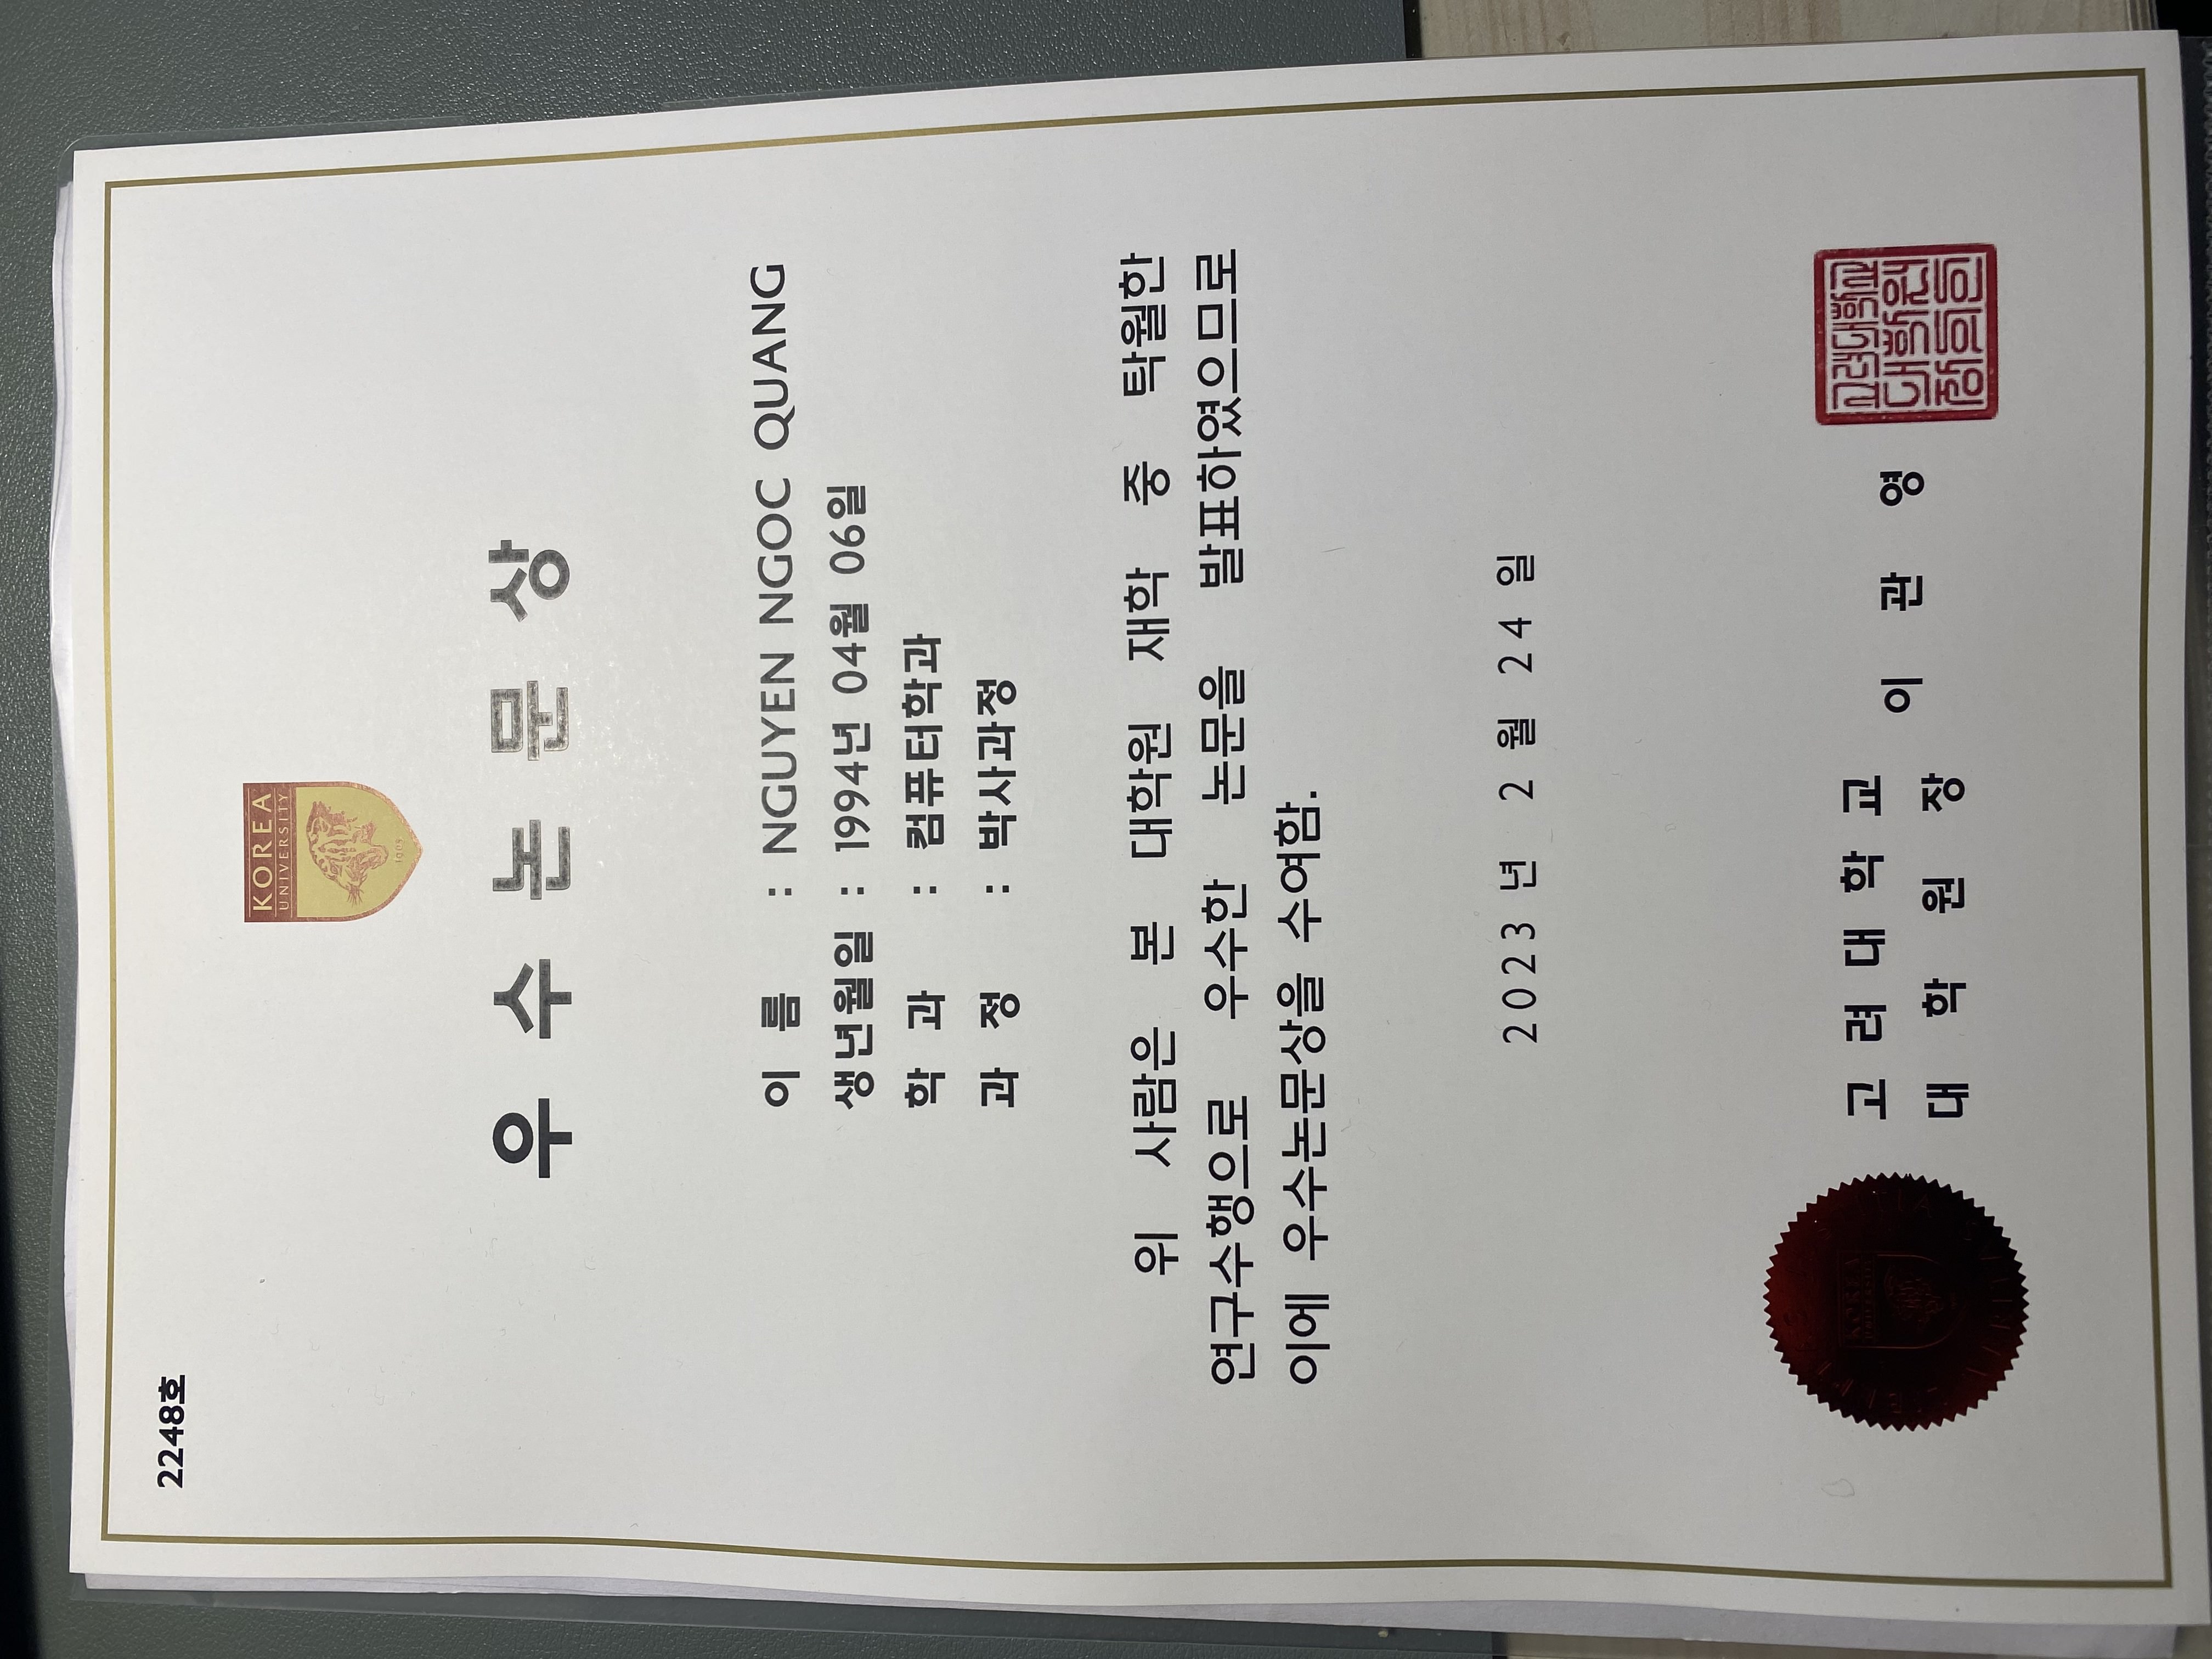 2248호
KOREA
UNIVERSITY
1905
우수논문상
이 름 : NGUYEN NGOC QUANG
생년월일 : 1994년 04월 06일
학 과 : 컴퓨터학과
과 정 : 박사과정
위 사람은 본 대학원 재학 중 탁월한
연구수행으로 우수한 논문을 발표하였으므로
이에 우수논문상을 수여함.
2023 년 2 월 24 일
KOREA
UNIVERSITY
고려대학교
대학원장
이관영
고려대학교
대학원
장의인